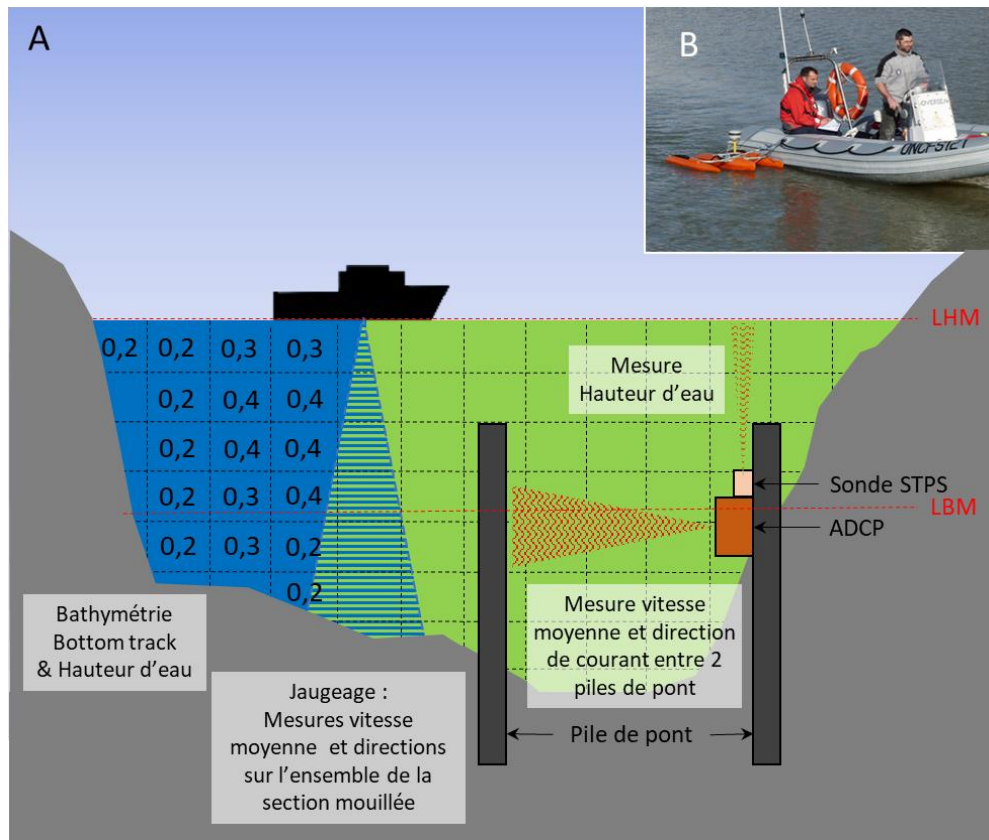 A
B
OVERSEA
LHM
0,2 0,2 0,3 0,3
0,2 0,4 0,4
0,2 0,4 0,4
0,2 0,3 0,4
0,2 0,3 0,2
0,2
Mesure
Hauteur d'eau
Sonde STPS
LBM
ADCP
Bathymétrie
Bottom track
& Hauteur d'eau
Mesure vitesse
moyenne et direction
de courant entre 2
piles de pont
Jaugeage :
Mesures vitesse
moyenne et directions
sur l'ensemble de la
section mouillée
Pile de pont